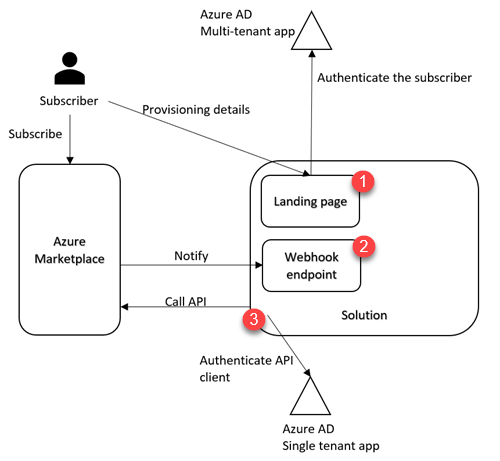 Azure AD
Multi-tenant app
Authenticate the subscriber
Subscriber
Provisioning details
Subscribe
1
Landing page
Azure
Marketplace
Notify
2
Webhook
endpoint
Call API
3
Solution
Authenticate API
client
Azure AD
Single tenant app